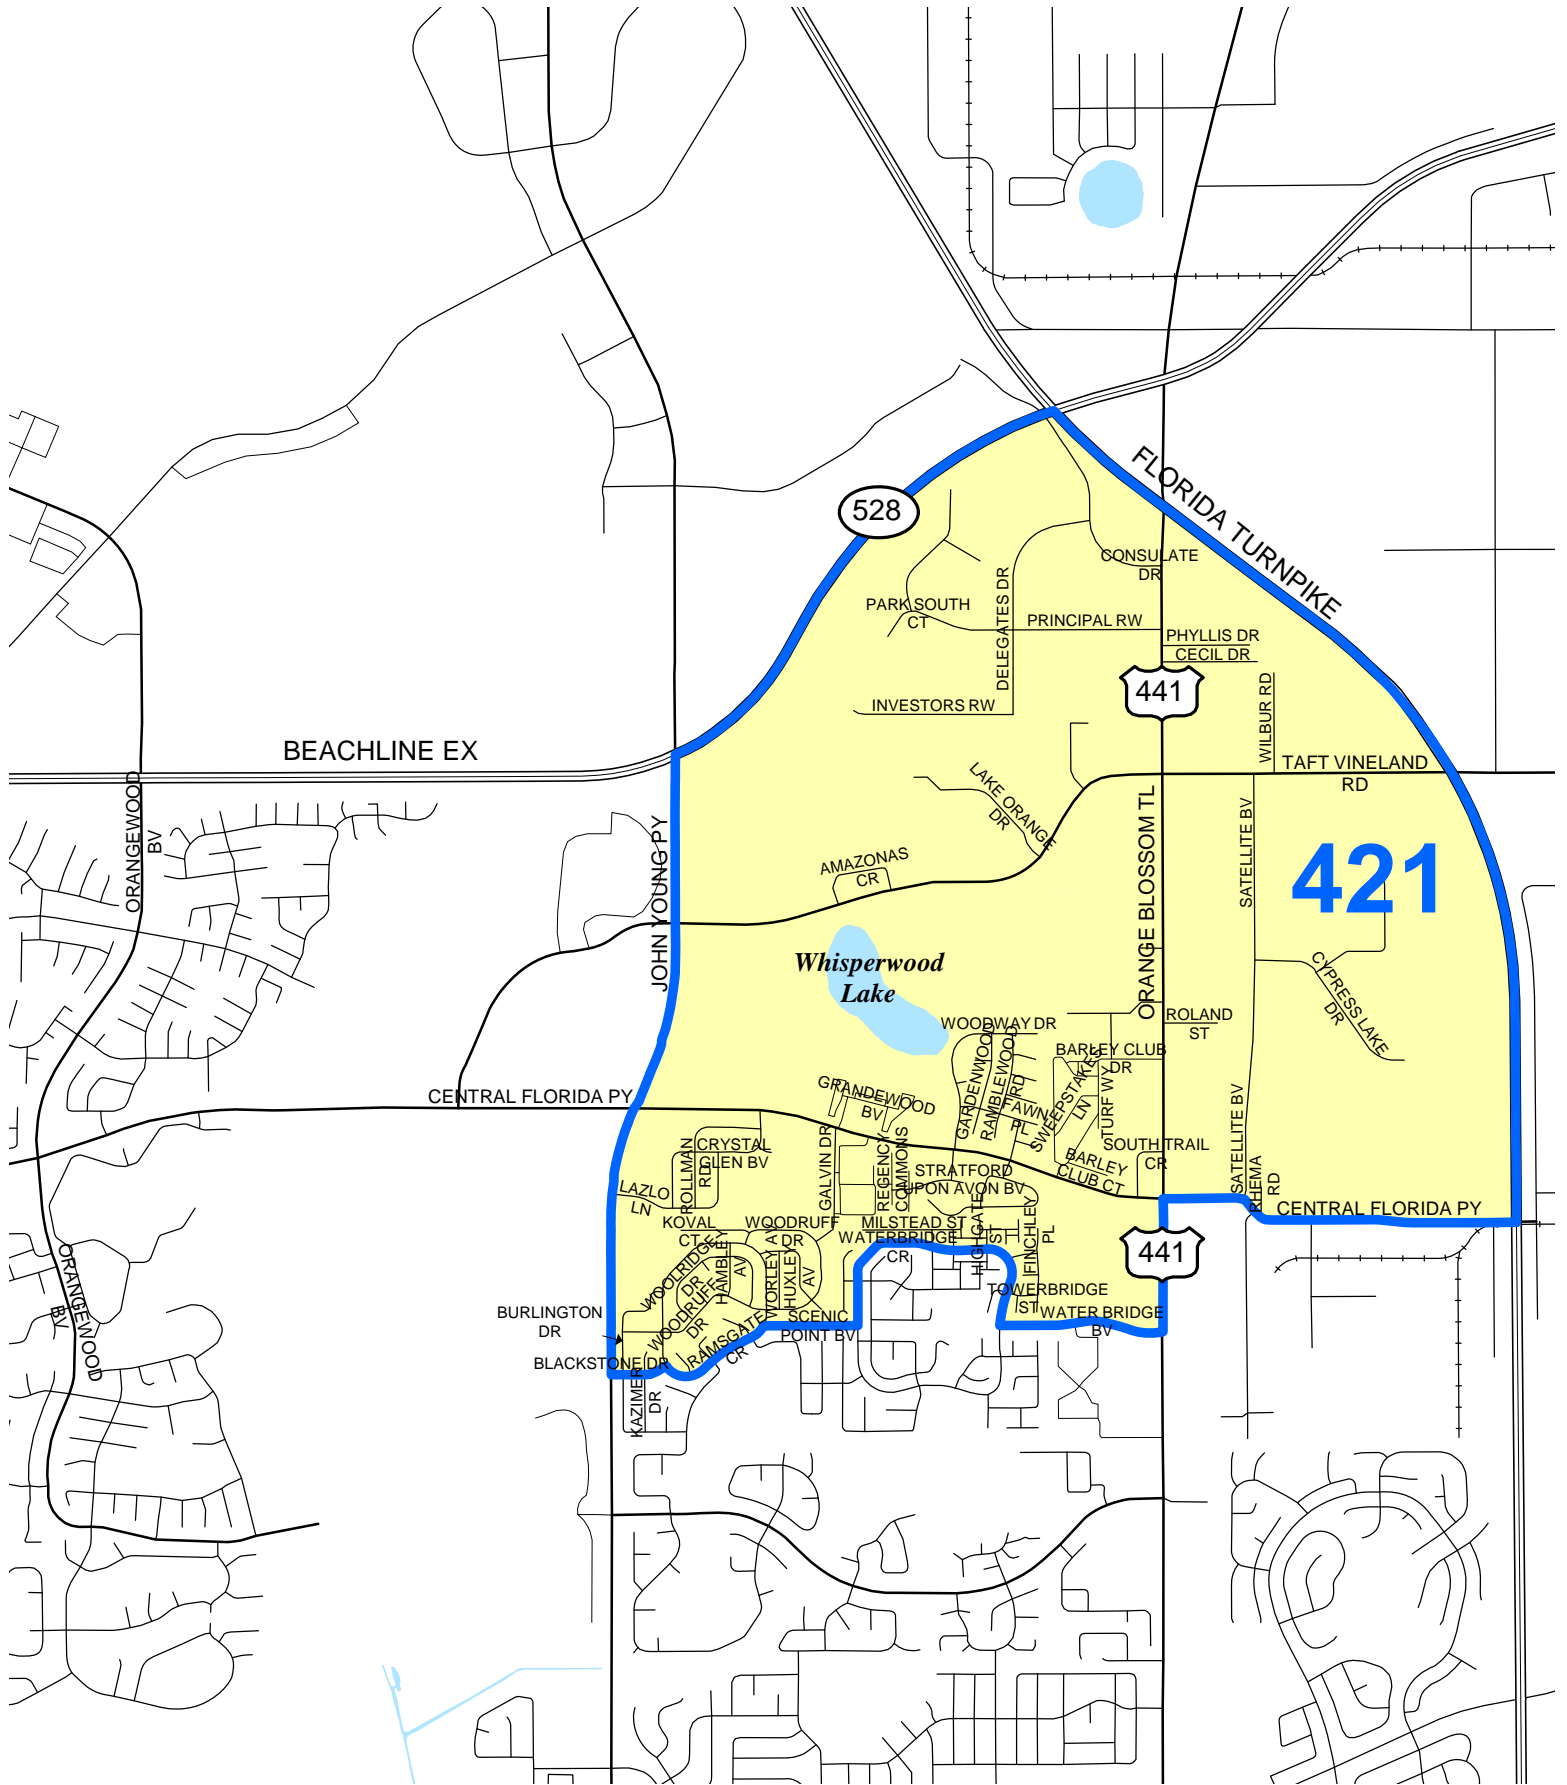 FLORIDA TURNPIKE
528
CONSULATE
DR
DELEGATES DR
PARK SOUTH
CT
PRINCIPAL RW
PHYLLIS DR
CECIL DR
441
WILBUR RD
INVESTORS RW
BEACHLINE EX
TAFT VINELAND
RD
ORANGEWOOD
BV
LAKE ORANGE
DR
ORANGE BLOSSOM TL
SATELLITE BV
421
JOHN YOUNG PY
AMAZONAS
CR
Whisperwood
Lake
CYPRESS LAKE
DR
WOODWAY DR
ROLAND
ST
GARDENWOOD
RAMBLEWOOD
RD
BARLEY CLUB
DR
SWEEPSTAKES
LN
TURF WY
FAWN
PL
CENTRAL FLORIDA PY
GRANDEWOOD
BV
SATELLITE BV
CRYSTAL
GLEN BV
ROLLMAN
RD
GALVIN DR
REGENCY
COMMONS
STRATFORD
UPON AVON BV
BARLEY
CLUB CT
SOUTH TRAIL
CR
RHEMA
RD
CENTRAL FLORIDA PY
LAZLO
LN
KOVAL
CT
WOODRUFF
DR
MILSTEAD ST
WATERBRIDGE
CR
HIGHGATE
ST
FINCHLEY
PL
441
ORANGEWOOD
BV
WOOLRIDGE
DR
HAMBLEY
AV
WORLEY AV
HUXLEY
AV
TOWERBRIDGE
ST
WATER BRIDGE
BV
BURLINGTON
DR
WOODRUFF
DR
RAMSGATE
CR
SCENIC
POINT BV
BLACKSTONE DR
KAZIMER
DR